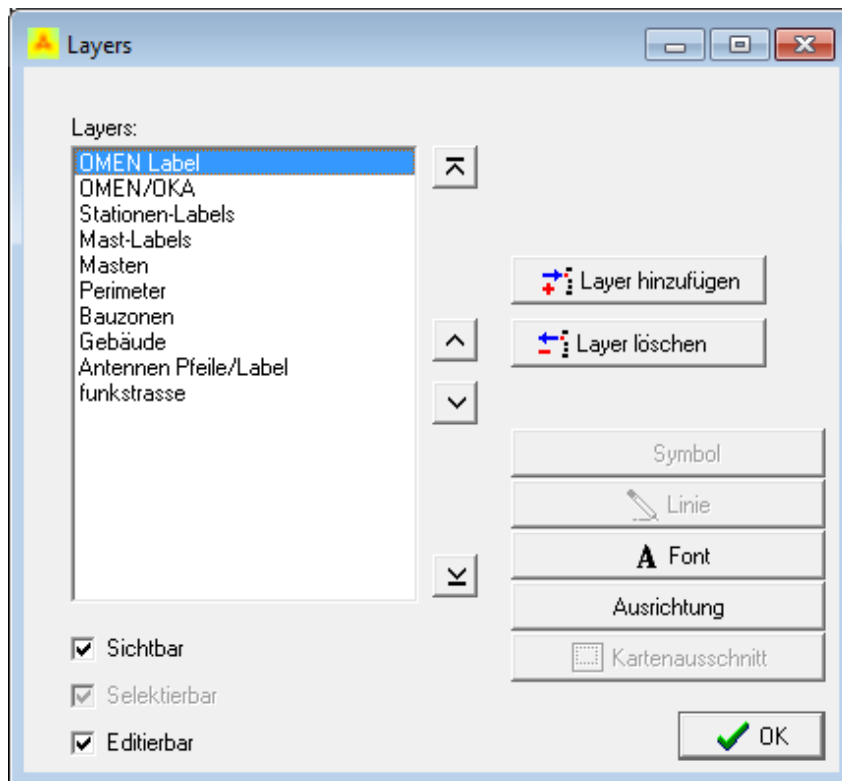 Layers
Layers:
OMEN Label
OMEN/OKA
Stationen-Labels
Mast-Labels
Masten
Perimeter
Bauzonen
Gebäude
Antennen Pfeile/Label
funkstrasse
Layer hinzufügen
Layer löschen
Symbol
Linie
A Font
Ausrichtung
Kartenausschnitt
Sichtbar
Selektierbar
Editierbar
OK